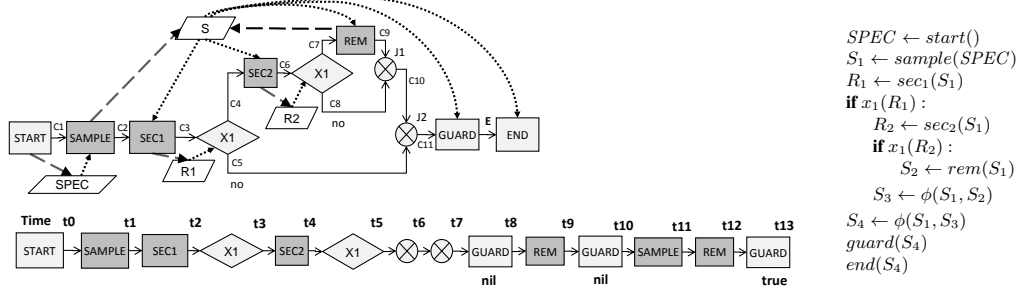 S
C7
REM
C9
J1
C6
SEC2
X1
C10
C4
C8
R2
no
J2
START
C1
SAMPLE
C2
SEC1
C3
X1
C11
GUARD
E
END
C5
R1
no
SPEC
Time t0 t1 t2 t3 t4 t5 t6 t7 t8 t9 t10 t11 t12 t13
START SAMPLE SEC1 X1 SEC2 X1 GUARD REM GUARD SAMPLE REM GUARD
nil nil true
SPEC ← start()
S₁ ← sample(SPEC)
R₁ ← sec₁(S₁)
if x₁(R₁) :
R₂ ← sec₂(S₁)
if x₁(R₂) :
S₂ ← rem(S₁)
S₃ ← ϕ(S₁, S₂)
S₄ ← ϕ(S₁, S₃)
guard(S₄)
end(S₄)